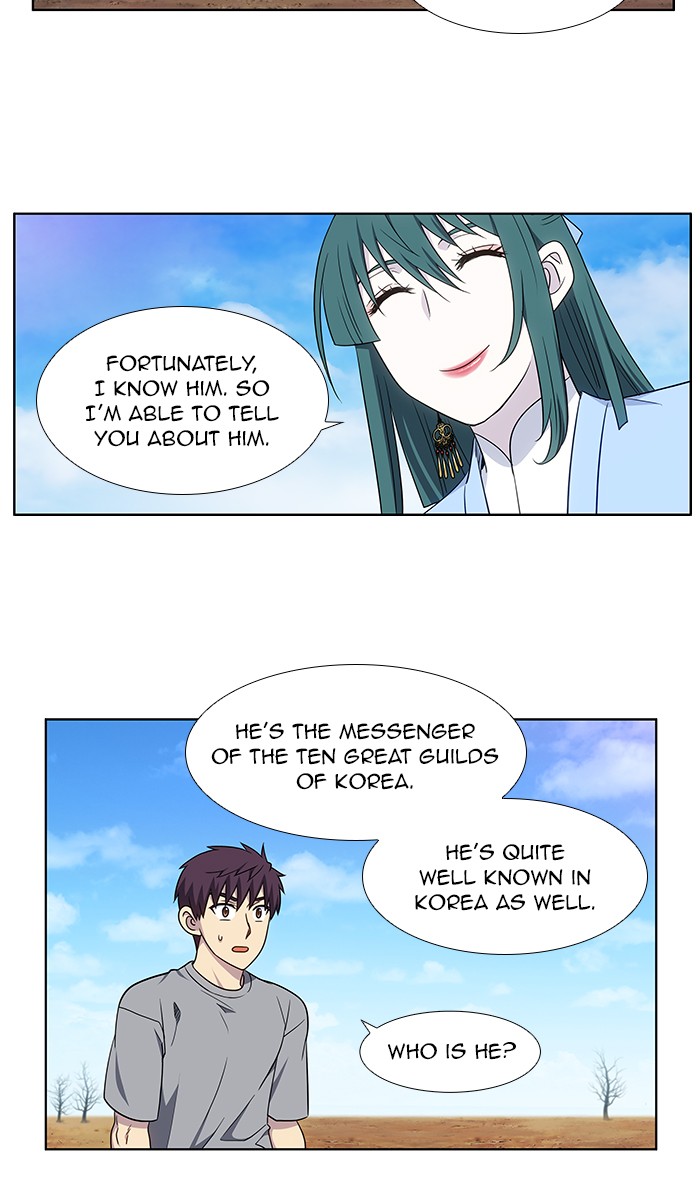 FORTUNATELY,
I KNOW HIM. SO
I'M ABLE TO TELL
YOU ABOUT HIM.
HE'S THE MESSENGER
OF THE TEN GREAT GUILDS
OF KOREA.
HE'S QUITE
WELL KNOWN IN
KOREA AS WELL.
WHO IS HE?